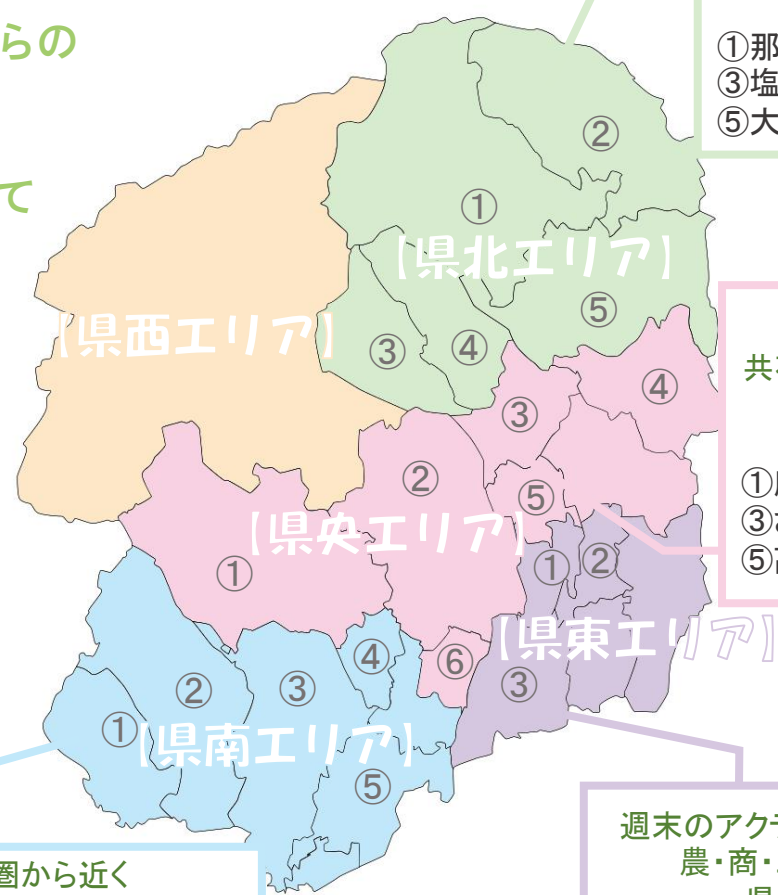 らの
て
①那
③塩
⑤大
②
①
【県北エリア】
⑤
③
④
【県西エリア】
④
③
②
⑤
【県央エリア】
①
共
①
③
⑤高
①
②
【県東エリア】
③
⑥
④
②
③
①
【県南エリア】
⑤
圏から近く
週末のアクテ
農・商・